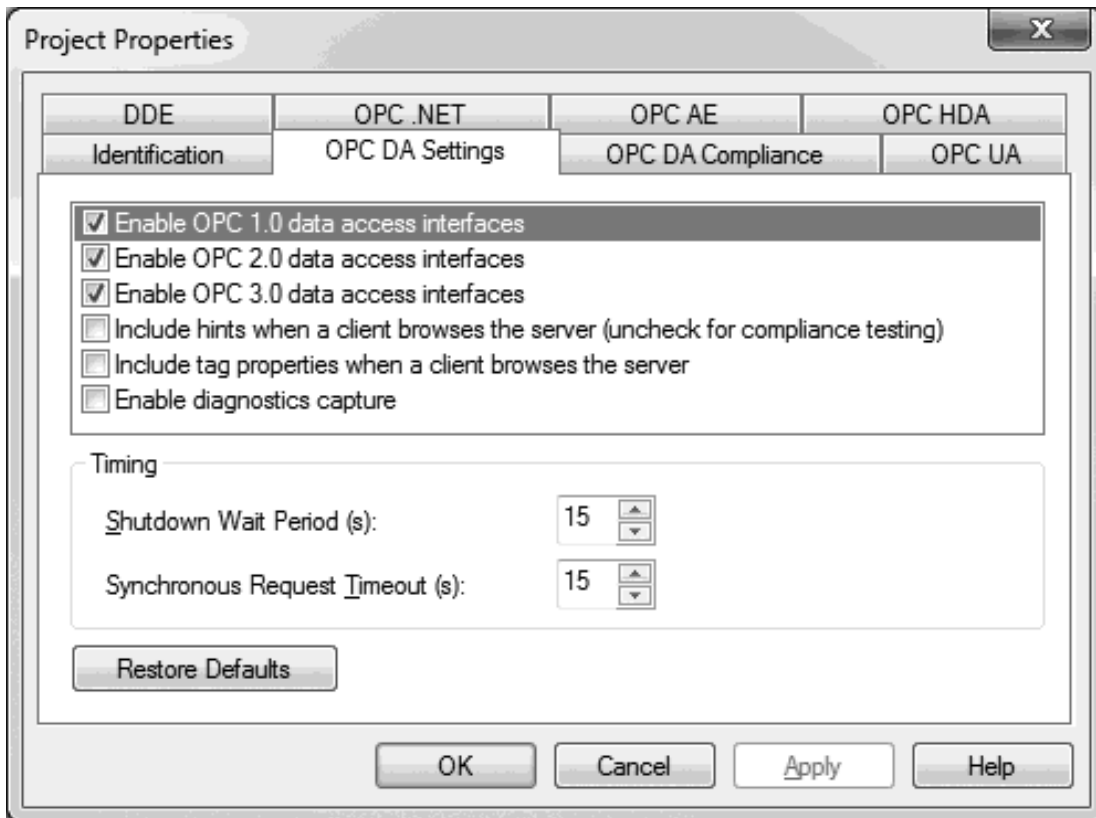 Project Properties
X
DDE OPC .NET OPC AE OPC HDA
Identification OPC DA Settings OPC DA Compliance OPC UA
Enable OPC 1.0 data access interfaces
Enable OPC 2.0 data access interfaces
Enable OPC 3.0 data access interfaces
Include hints when a client browses the server (uncheck for compliance testing)
Include tag properties when a client browses the server
Enable diagnostics capture
Timing
Shutdown Wait Period (s): 15
Synchronous Request Timeout (s): 15
Restore Defaults
OK Cancel Apply Help